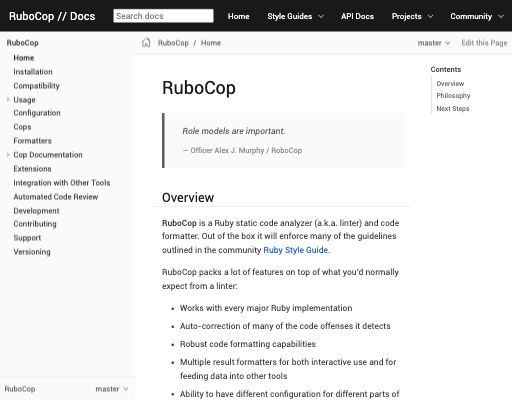 RuboCop // Docs
Search docs
Home
Style Guides
API Docs
Projects
Community
RuboCop
Home
Installation
Compatibility
Usage
Configuration
Cops
Formatters
Cop Documentation
Extensions
Integration with Other Tools
Automated Code Review
Development
Contributing
Support
Versioning
RuboCop
master
RuboCop / Home
master
Edit this Page
RuboCop
Role models are important.
— Officer Alex J. Murphy / RoboCop
Overview
RuboCop is a Ruby static code analyzer (a.k.a. linter) and code
formatter. Out of the box it will enforce many of the guidelines
outlined in the community Ruby Style Guide.
RuboCop packs a lot of features on top of what you'd normally
expect from a linter:
• Works with every major Ruby implementation
• Auto-correction of many of the code offenses it detects
• Robust code formatting capabilities
• Multiple result formatters for both interactive use and for
feeding data into other tools
• Ability to have different configuration for different parts of
Contents
Overview
Philosophy
Next Steps